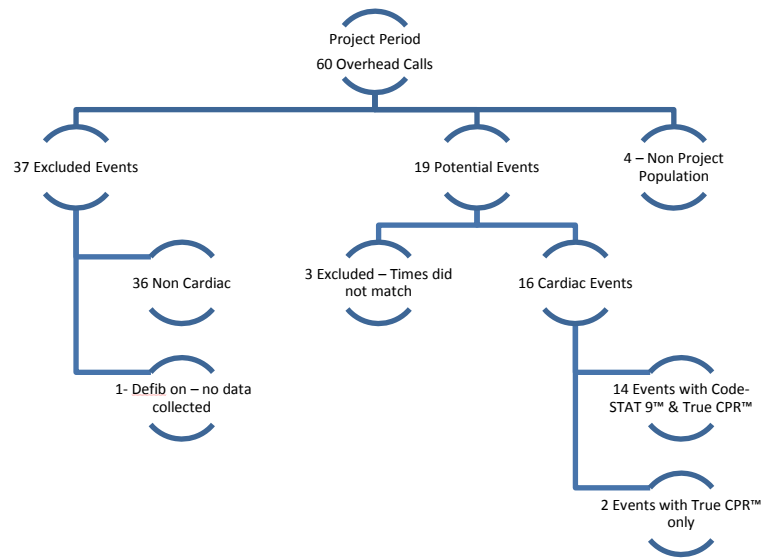 Project Period
60 Overhead Calls
37 Excluded Events
19 Potential Events
4 – Non Project
Population
36 Non Cardiac
3 Excluded – Times did
not match
16 Cardiac Events
1- Defib on – no data
collected
14 Events with Code-
STAT 9™ & True CPR™
2 Events with True CPR™
only